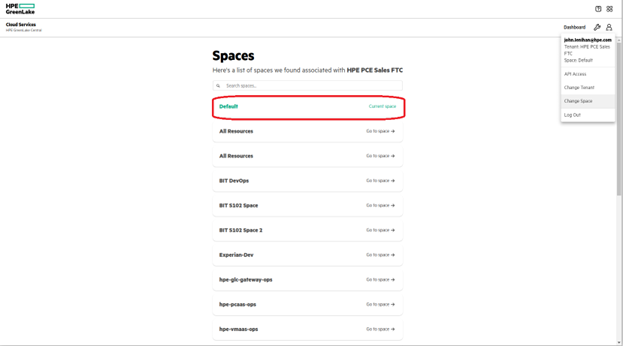 HPE
GreenLake
Cloud Services
HPE GreenLake Central
Dashboard
john.lenihan@hpe.com
Tenant HPE PCE Sales
FTC
Space: Default
API Access
Change Tenant
Change Space
Log Out
Spaces
Here's a list of spaces we found associated with HPE PCE Sales FTC
Search spaces...
Default Current space
All Resources Go to space →
All Resources Go to space →
BIT DevOps Go to space →
BIT S102 Space Go to space →
BIT S102 Space 2 Go to space →
Experian-Dev Go to space →
hpe-glc-gateway-ops Go to space →
hpe-pcaas-ops Go to space →
hpe-vmaas-ops Go to space →